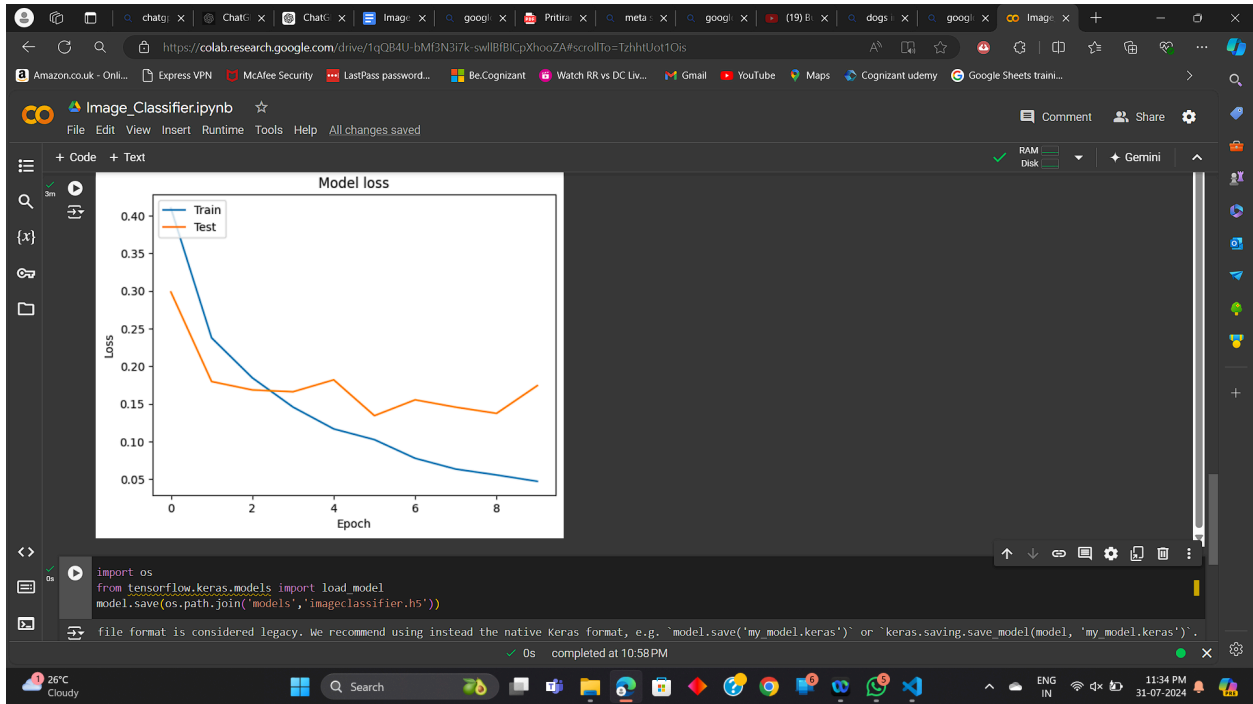 chatg
ChatG
ChatG
Image
googl
Pritirar
meta s
googl
(19) B
dogs i
googl
Image
https://colab.research.google.com/drive/1qQB4U-bMf3N3i7k-swllBfBICpXhooZA#scrollTo=TzhhtUot1Ois
Amazon.co.uk - Onli...
Express VPN
McAfee Security
LastPass password...
Be.Cognizant
Watch RR vs DC Liv...
Gmail
YouTube
Maps
Cognizant udemy
Google Sheets traini...
Image_Classifier.ipynb
File Edit View Insert Runtime Tools Help All changes saved
Comment
Share
+ Code + Text
RAM
Disk
Gemini
3m
{x}
Model loss
Train
Test
0.40
0.35
0.30
0.25
0.20
0.15
0.10
0.05
Loss
0 2 4 6 8
Epoch
0s
import os
from tensorflow.keras.models import load_model
model.save(os.path.join('models','imageclassifier.h5'))
file format is considered legacy. We recommend using instead the native Keras format, e.g. `model.save('my_model.keras')` or `keras.saving.save_model(model, 'my_model.keras')`.
0s completed at 10:58 PM
1
26°C
Cloudy
Search
6
5
ENG
IN
11:34 PM
31-07-2024